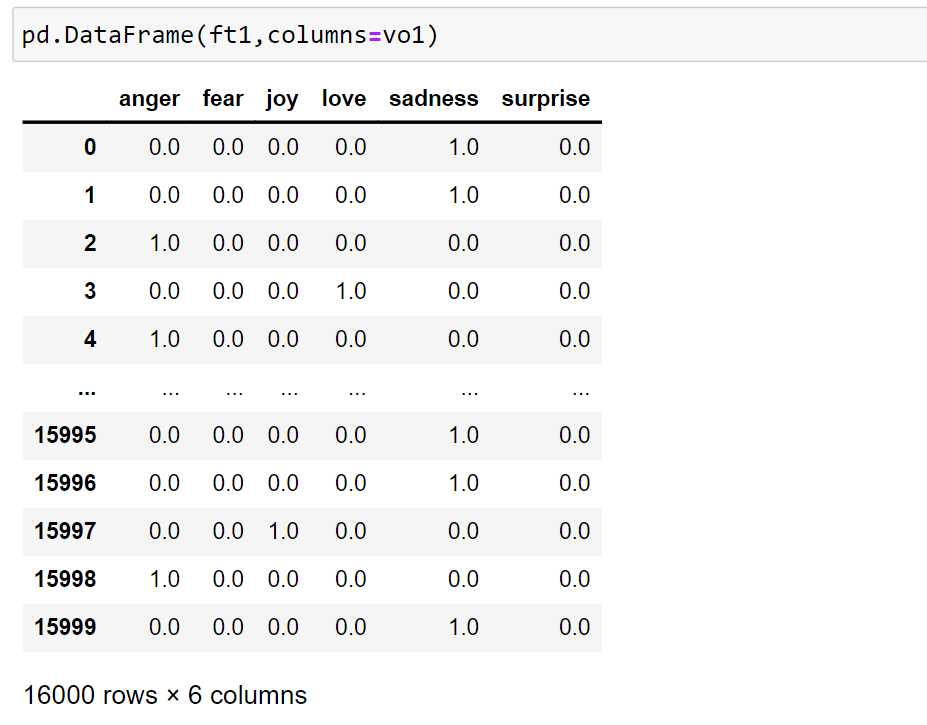 pd.DataFrame(ft1,columns=vo1)
anger fear joy love sadness surprise
0 0.0 0.0 0.0 0.0 1.0 0.0
1 0.0 0.0 0.0 0.0 1.0 0.0
2 1.0 0.0 0.0 0.0 0.0 0.0
3 0.0 0.0 0.0 1.0 0.0 0.0
4 1.0 0.0 0.0 0.0 0.0 0.0
... ... ... ... ... ... ...
15995 0.0 0.0 0.0 0.0 1.0 0.0
15996 0.0 0.0 0.0 0.0 1.0 0.0
15997 0.0 0.0 1.0 0.0 0.0 0.0
15998 1.0 0.0 0.0 0.0 0.0 0.0
15999 0.0 0.0 0.0 0.0 1.0 0.0
16000 rows × 6 columns